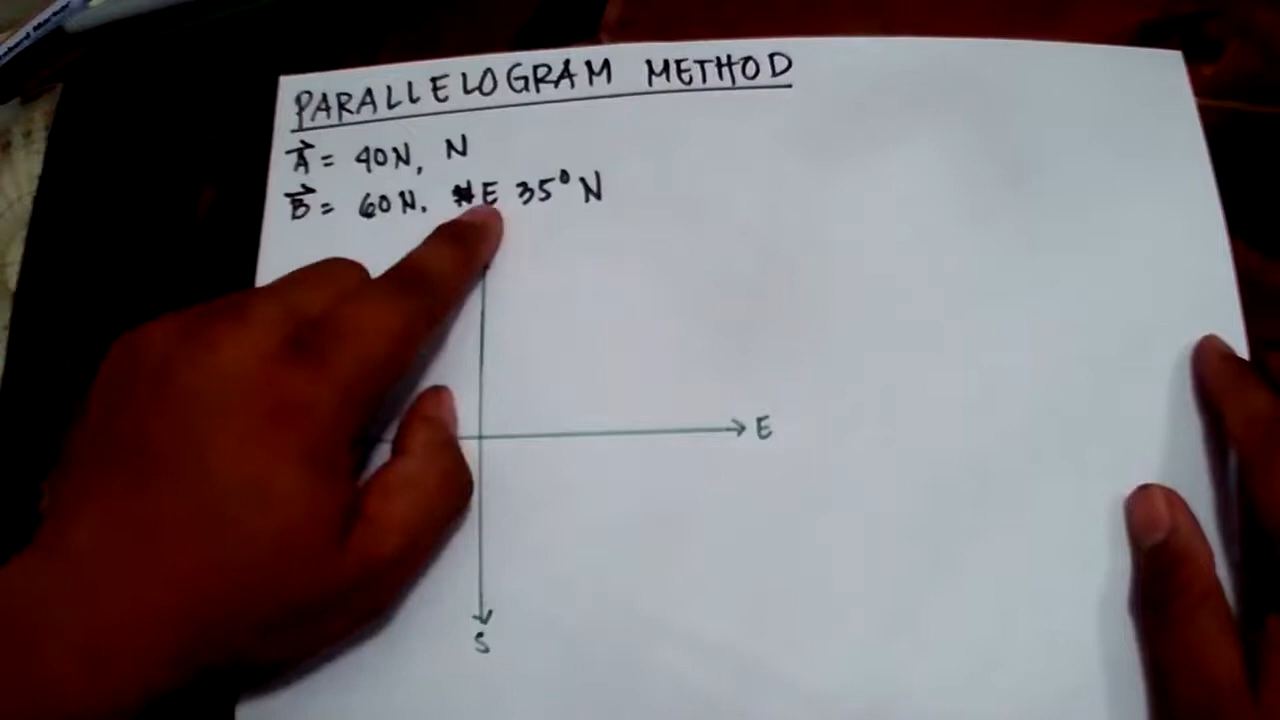 PARALLELOGRAM METHOD
A⃗ = 40N, N
B⃗ = 60N, E 35° N
E
S